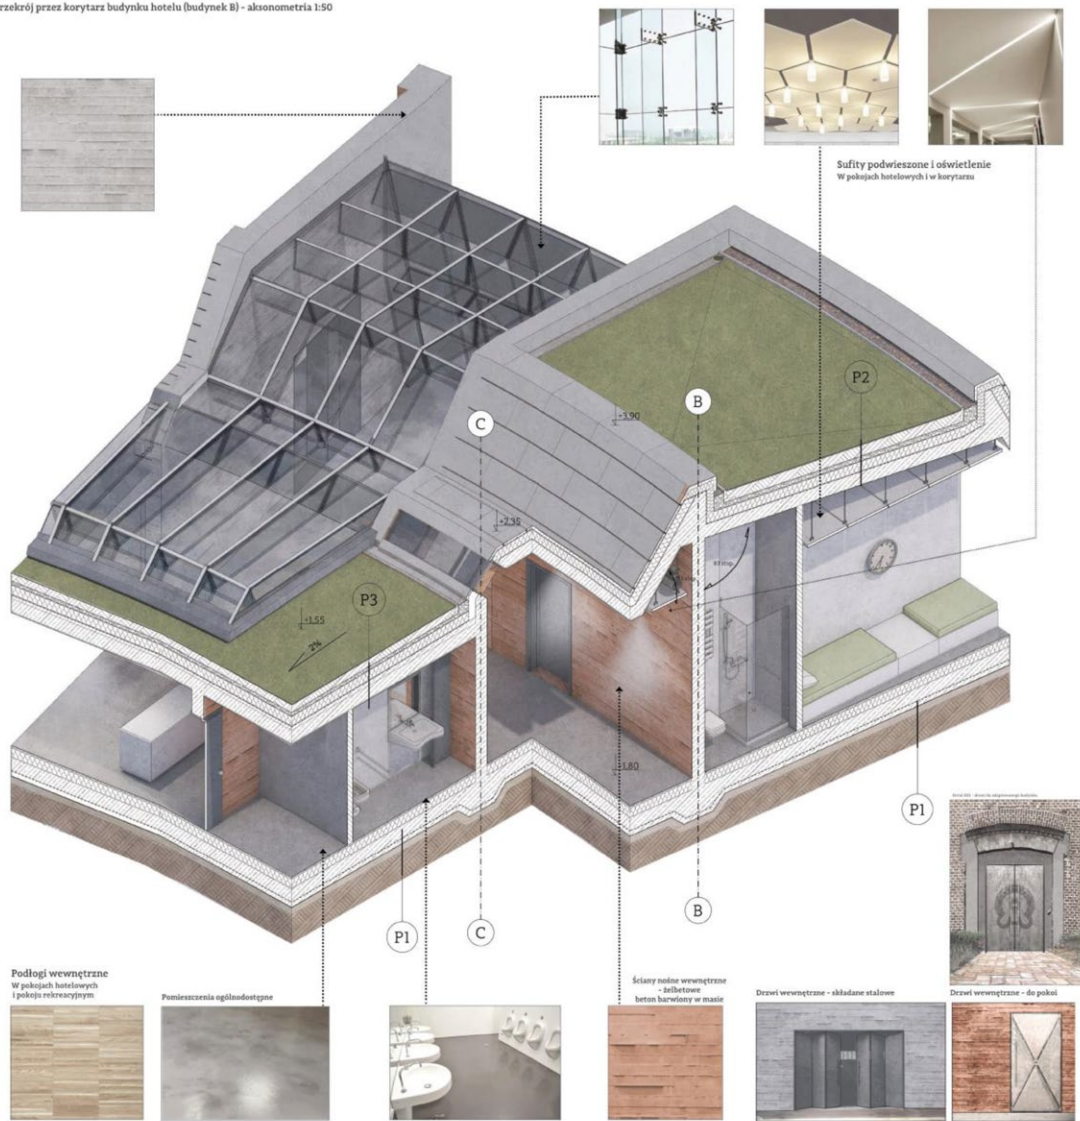 rzekrój przez korytarz budynku hotelu (budynek B) - aksonometria 1:50
Sufity podwieszone i oświetlenie
W pokojach hotelowych i w korytarzu
P2
B
C
+3,90
+2,35
P3
+1,55
2%
-1,80
P1
P1
B
C
Podłogi wewnętrzne
W pokojach hotelowych
i pokoju rekreacyjnym
Pomieszczenia ogólnodostępne
Ściany nośne wewnętrzne
- żelbetowe
beton barwiony w masie
Drzwi wewnętrzne - składane stalowe
Drzwi wewnętrzne - do pokoi